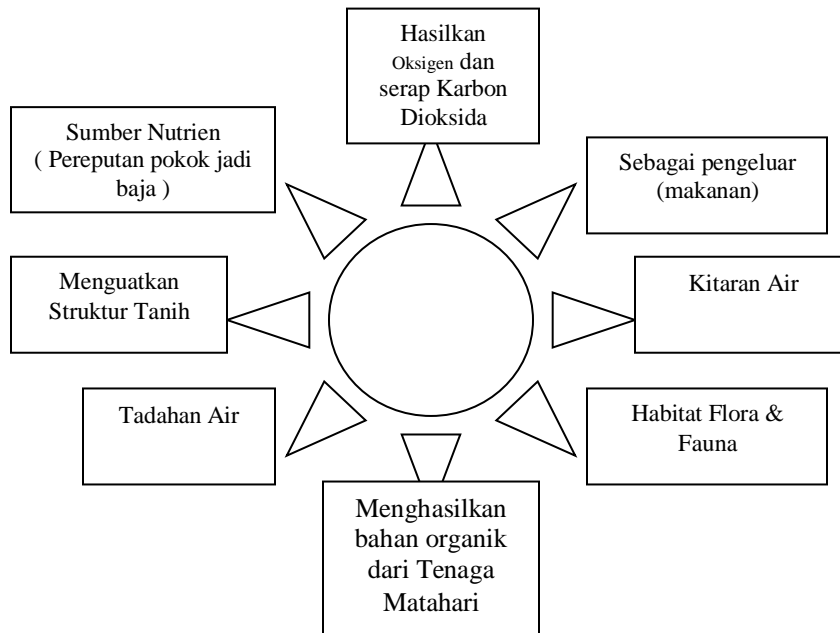 Hasilkan
Oksigen dan
serap Karbon
Dioksida
Sumber Nutrien
( Pereputan pokok jadi
baja )
Sebagai pengeluar
(makanan)
Menguatkan
Struktur Tanih
Kitaran Air
Tadahan Air
Habitat Flora &
Fauna
Menghasilkan
bahan organik
dari Tenaga
Matahari